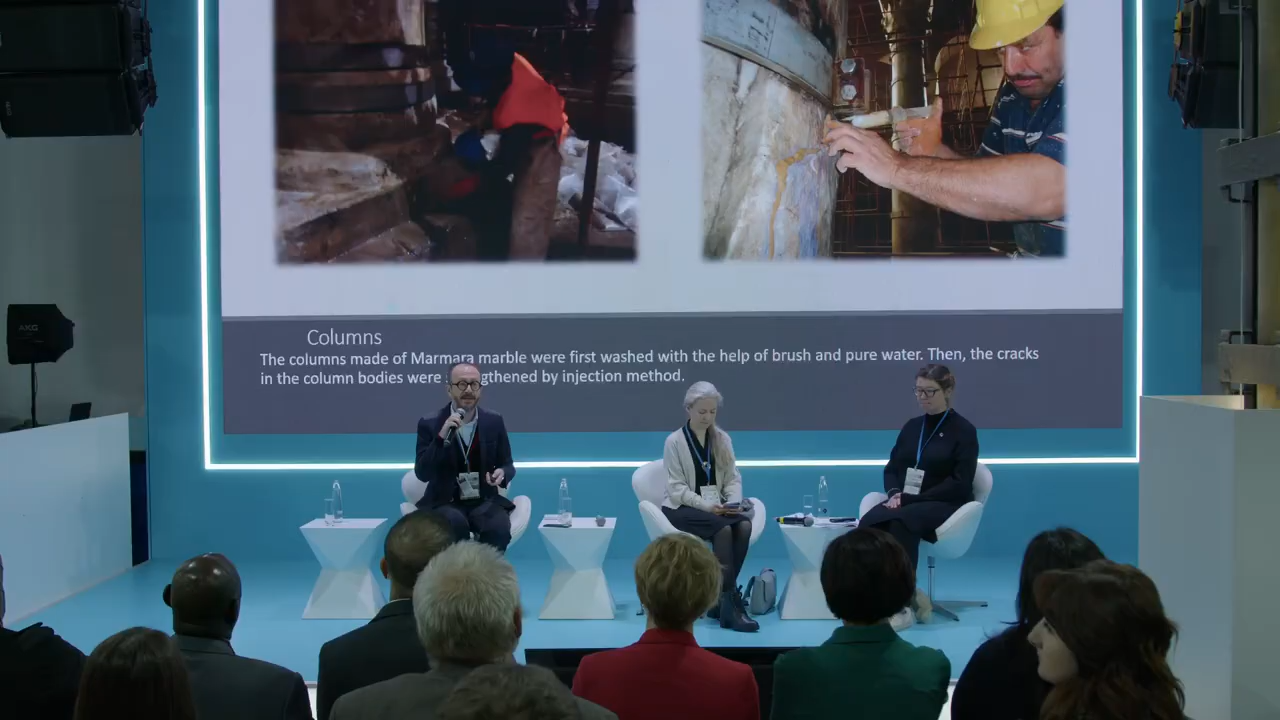 Columns
The columns made of Marmara marble were first washed with the help of brush and pure water. Then, the cracks
in the column bodies were gthened by injection method.
AKG